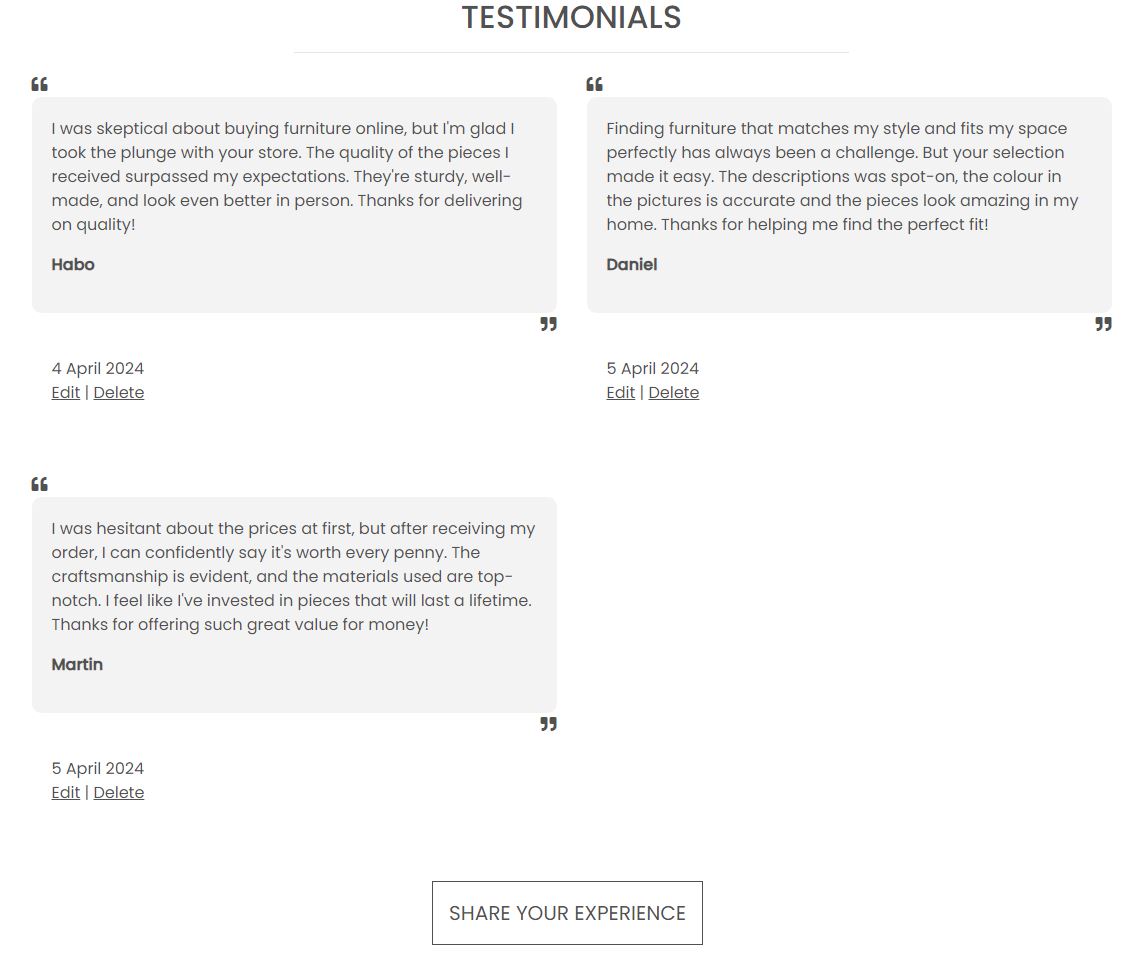 TESTIMONIALS
“
I was skeptical about buying furniture online, but I'm glad I
took the plunge with your store. The quality of the pieces I
received surpassed my expectations. They're sturdy, well-
made, and look even better in person. Thanks for delivering
on quality!
Habo
”
4 April 2024
Edit | Delete
“
Finding furniture that matches my style and fits my space
perfectly has always been a challenge. But your selection
made it easy. The descriptions was spot-on, the colour in
the pictures is accurate and the pieces look amazing in my
home. Thanks for helping me find the perfect fit!
Daniel
”
5 April 2024
Edit | Delete
“
I was hesitant about the prices at first, but after receiving my
order, I can confidently say it's worth every penny. The
craftsmanship is evident, and the materials used are top-
notch. I feel like I've invested in pieces that will last a lifetime.
Thanks for offering such great value for money!
Martin
”
5 April 2024
Edit | Delete
SHARE YOUR EXPERIENCE